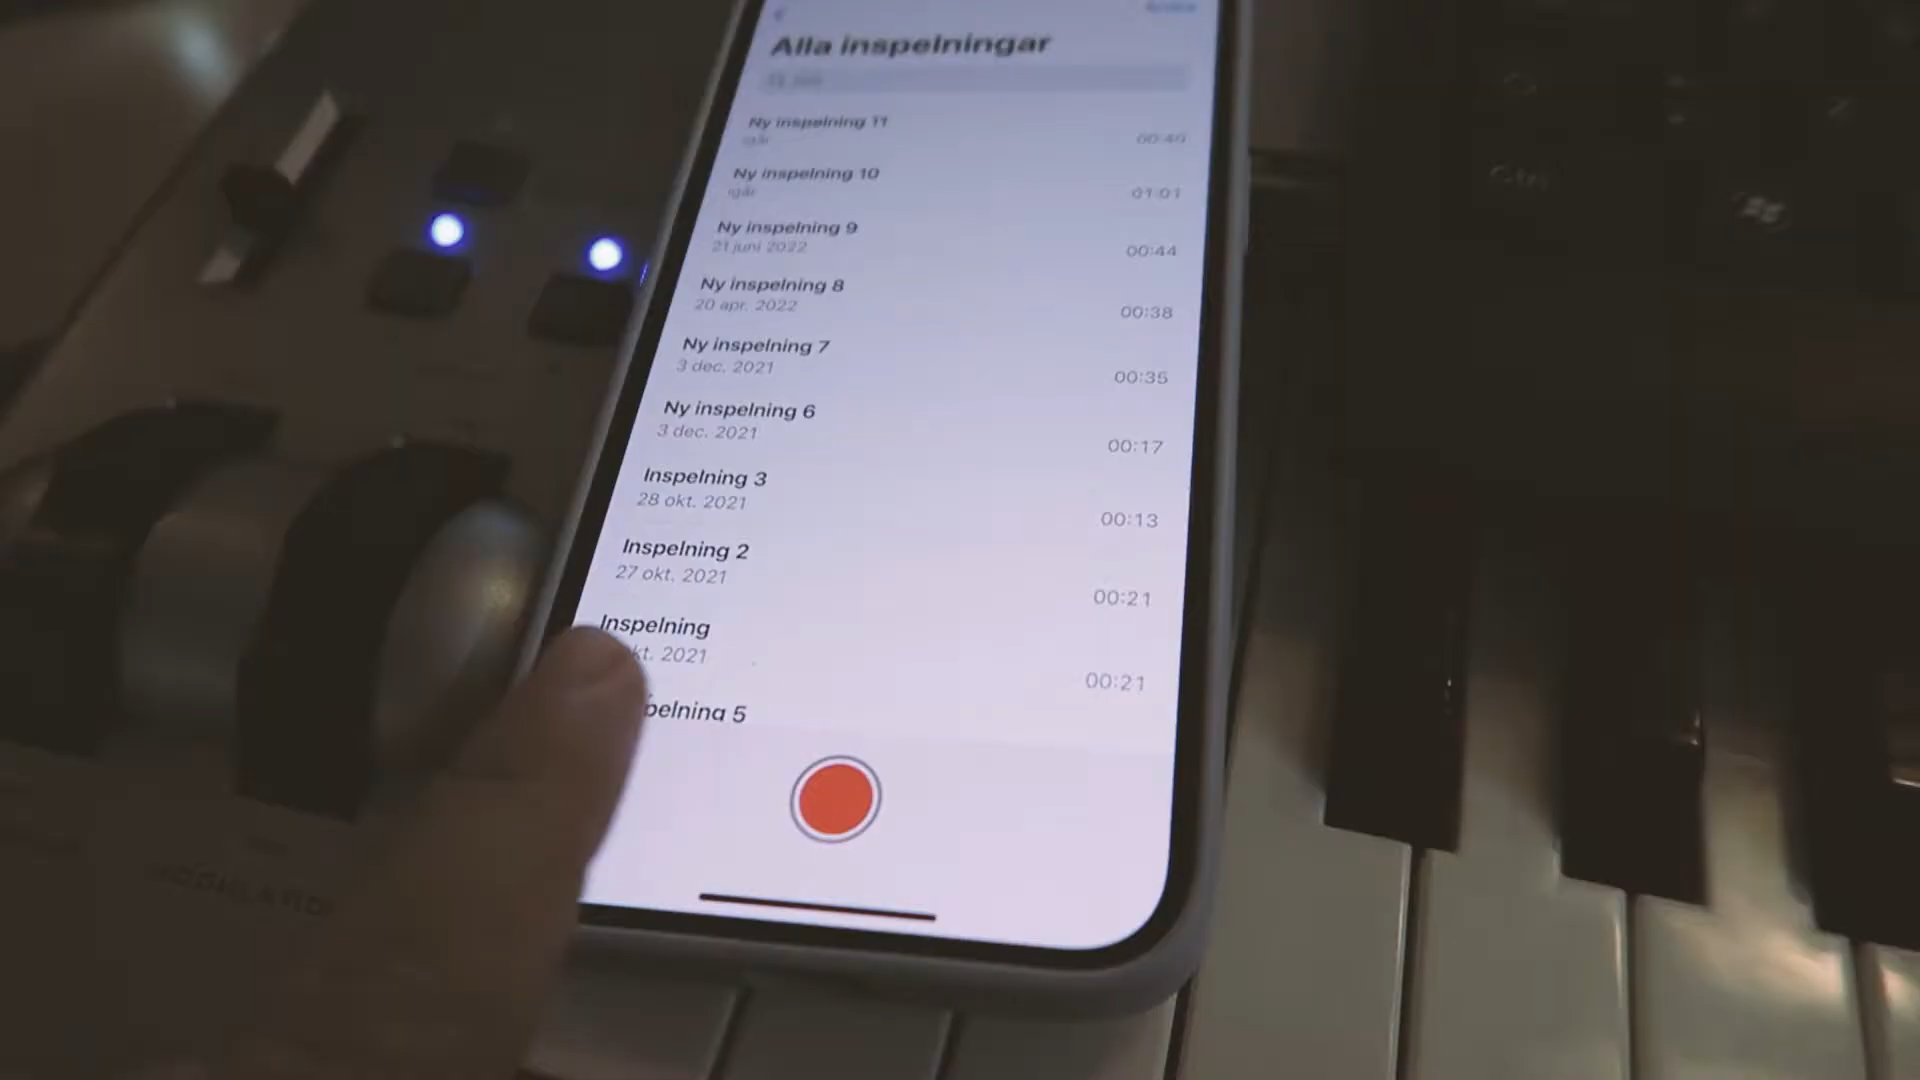 Alla inspelningar
Ny inspelning 11
igår
00:40
Ny inspelning 10
igår
01:01
Ny inspelning 9
21 juni 2022
00:44
Ny inspelning 8
20 apr. 2022
00:38
Ny inspelning 7
3 dec. 2021
00:35
Ny inspelning 6
3 dec. 2021
00:17
Inspelning 3
28 okt. 2021
00:13
Inspelning 2
27 okt. 2021
00:21
Inspelning
kt. 2021
00:21
pelning 5
Ctrl